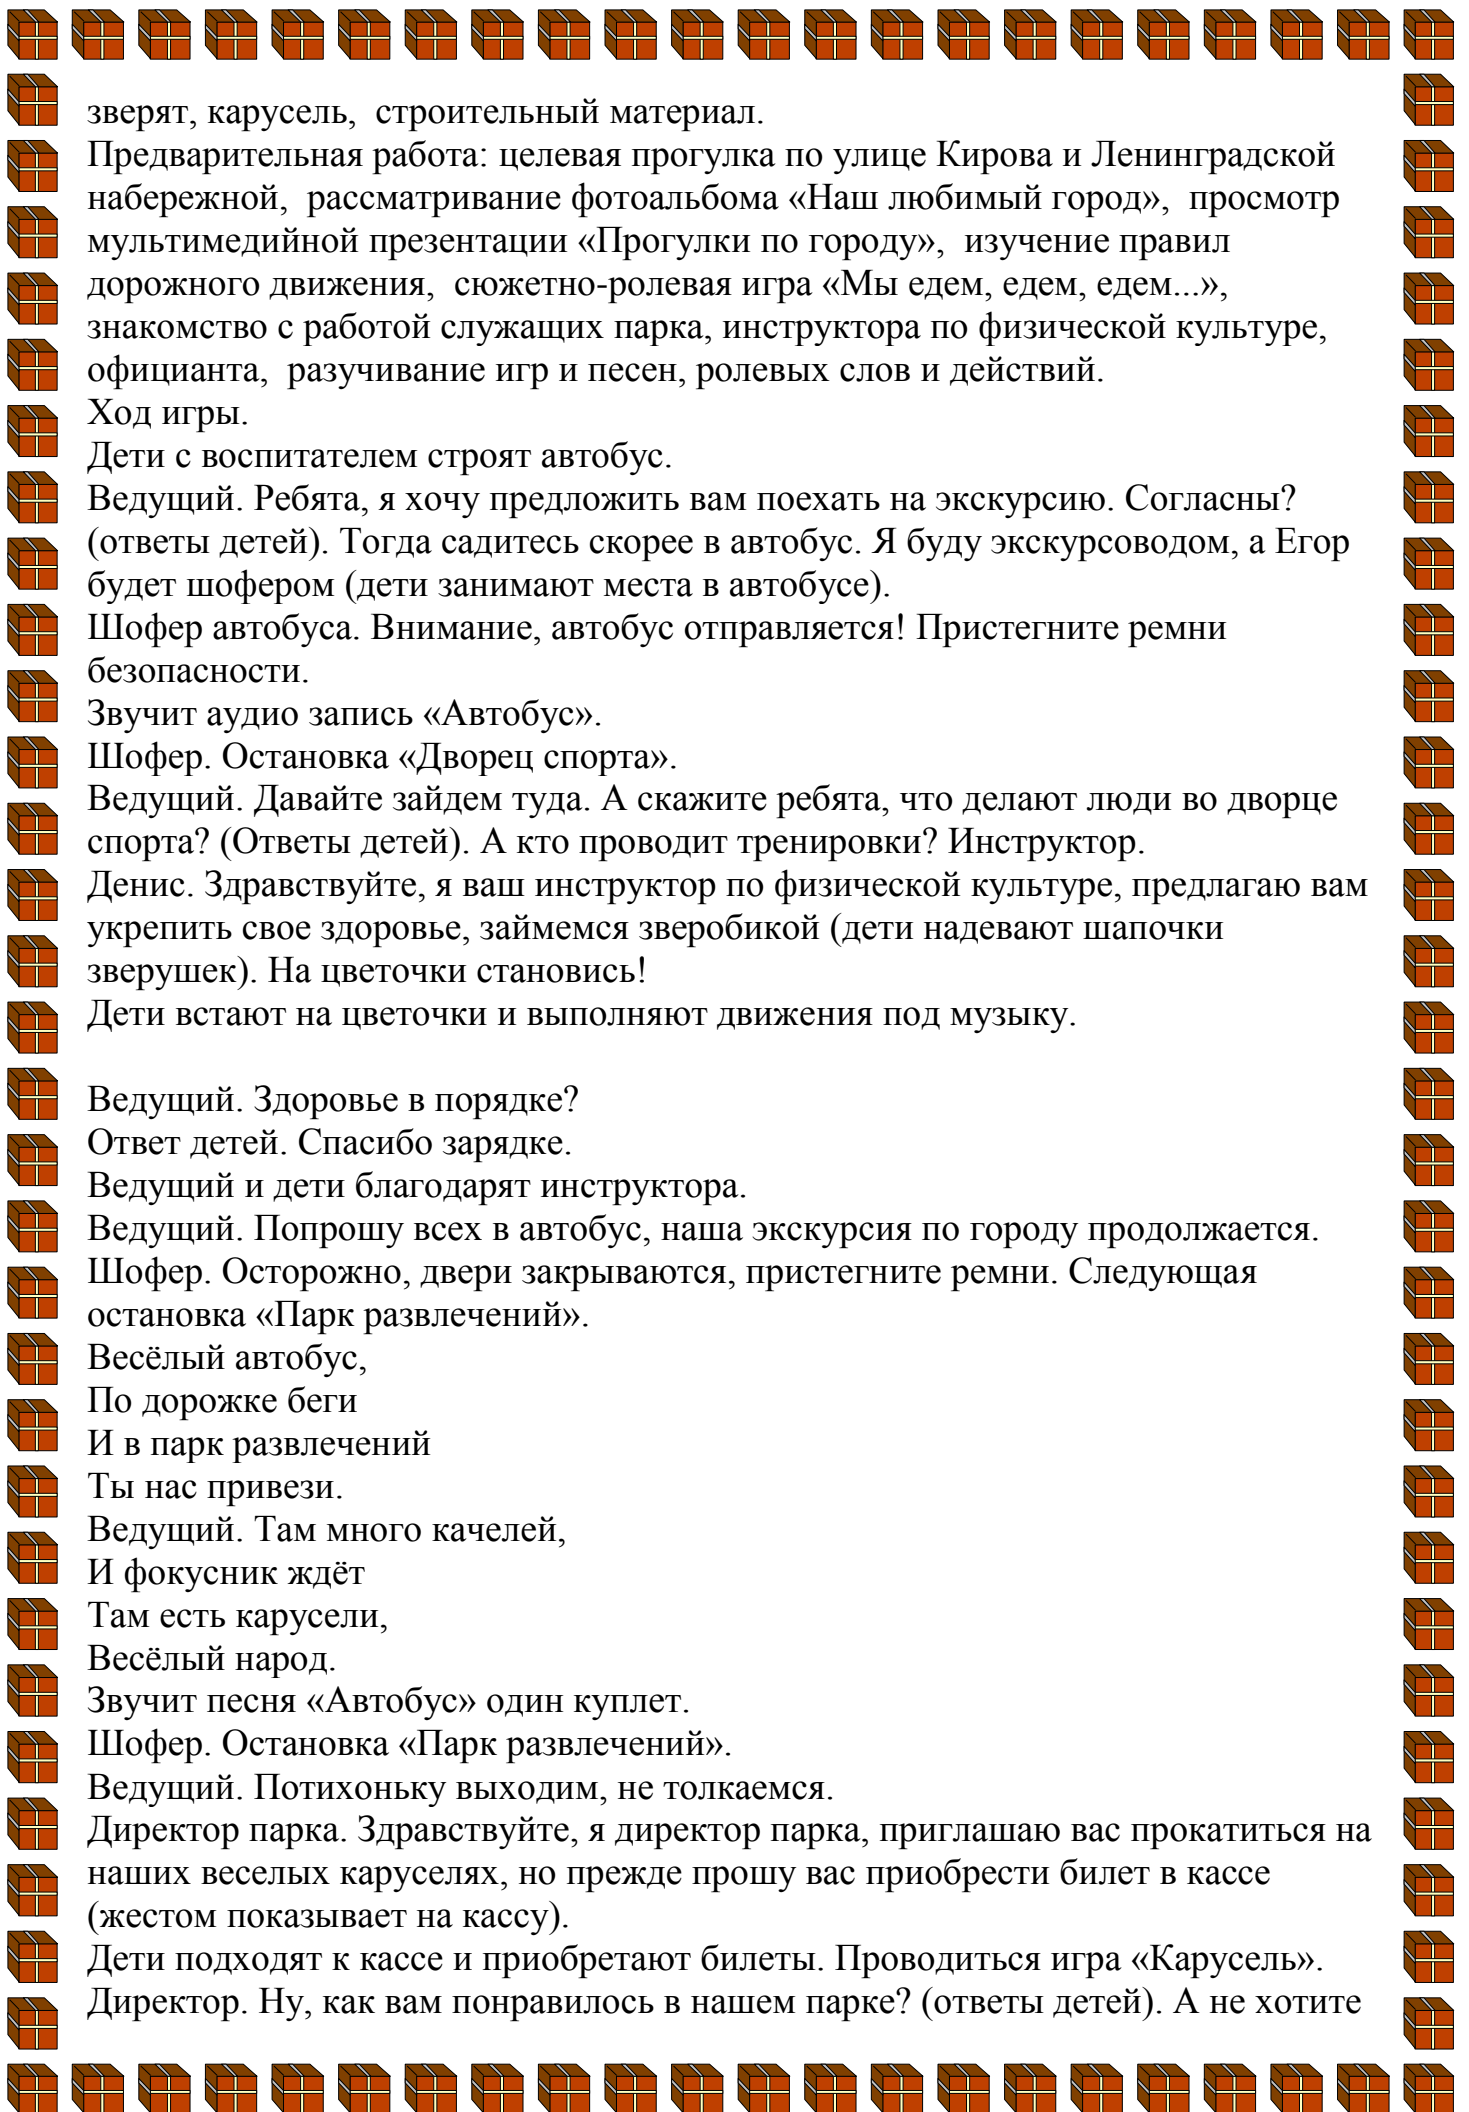 зверят, карусель,  строительный материал.
Предварительная работа: целевая прогулка по улице Кирова и Ленинградской
набережной,  рассматривание фотоальбома «Наш любимый город»,  просмотр
мультимедийной презентации «Прогулки по городу»,  изучение правил
дорожного движения,  сюжетно-ролевая игра «Мы едем, едем, едем...»,
знакомство с работой служащих парка, инструктора по физической культуре,
официанта,  разучивание игр и песен, ролевых слов и действий.
Ход игры.
Дети с воспитателем строят автобус.
Ведущий. Ребята, я хочу предложить вам поехать на экскурсию. Согласны?
(ответы детей). Тогда садитесь скорее в автобус. Я буду экскурсоводом, а Егор
будет шофером (дети занимают места в автобусе).
Шофер автобуса. Внимание, автобус отправляется! Пристегните ремни
безопасности.
Звучит аудио запись «Автобус».
Шофер. Остановка «Дворец спорта».
Ведущий. Давайте зайдем туда. А скажите ребята, что делают люди во дворце
спорта? (Ответы детей). А кто проводит тренировки? Инструктор.
Денис. Здравствуйте, я ваш инструктор по физической культуре, предлагаю вам
укрепить свое здоровье, займемся зверобикой (дети надевают шапочки
зверушек). На цветочки становись!
Дети встают на цветочки и выполняют движения под музыку.
Ведущий. Здоровье в порядке?
Ответ детей. Спасибо зарядке.
Ведущий и дети благодарят инструктора.
Ведущий. Попрошу всех в автобус, наша экскурсия по городу продолжается.
Шофер. Осторожно, двери закрываются, пристегните ремни. Следующая
остановка «Парк развлечений».
Весёлый автобус,
По дорожке беги
И в парк развлечений
Ты нас привези.
Ведущий. Там много качелей,
И фокусник ждёт
Там есть карусели,
Весёлый народ.
Звучит песня «Автобус» один куплет.
Шофер. Остановка «Парк развлечений».
Ведущий. Потихоньку выходим, не толкаемся.
Директор парка. Здравствуйте, я директор парка, приглашаю вас прокатиться на
наших веселых каруселях, но прежде прошу вас приобрести билет в кассе
(жестом показывает на кассу).
Дети подходят к кассе и приобретают билеты. Проводиться игра «Карусель».
Директор. Ну, как вам понравилось в нашем парке? (ответы детей). А не хотите